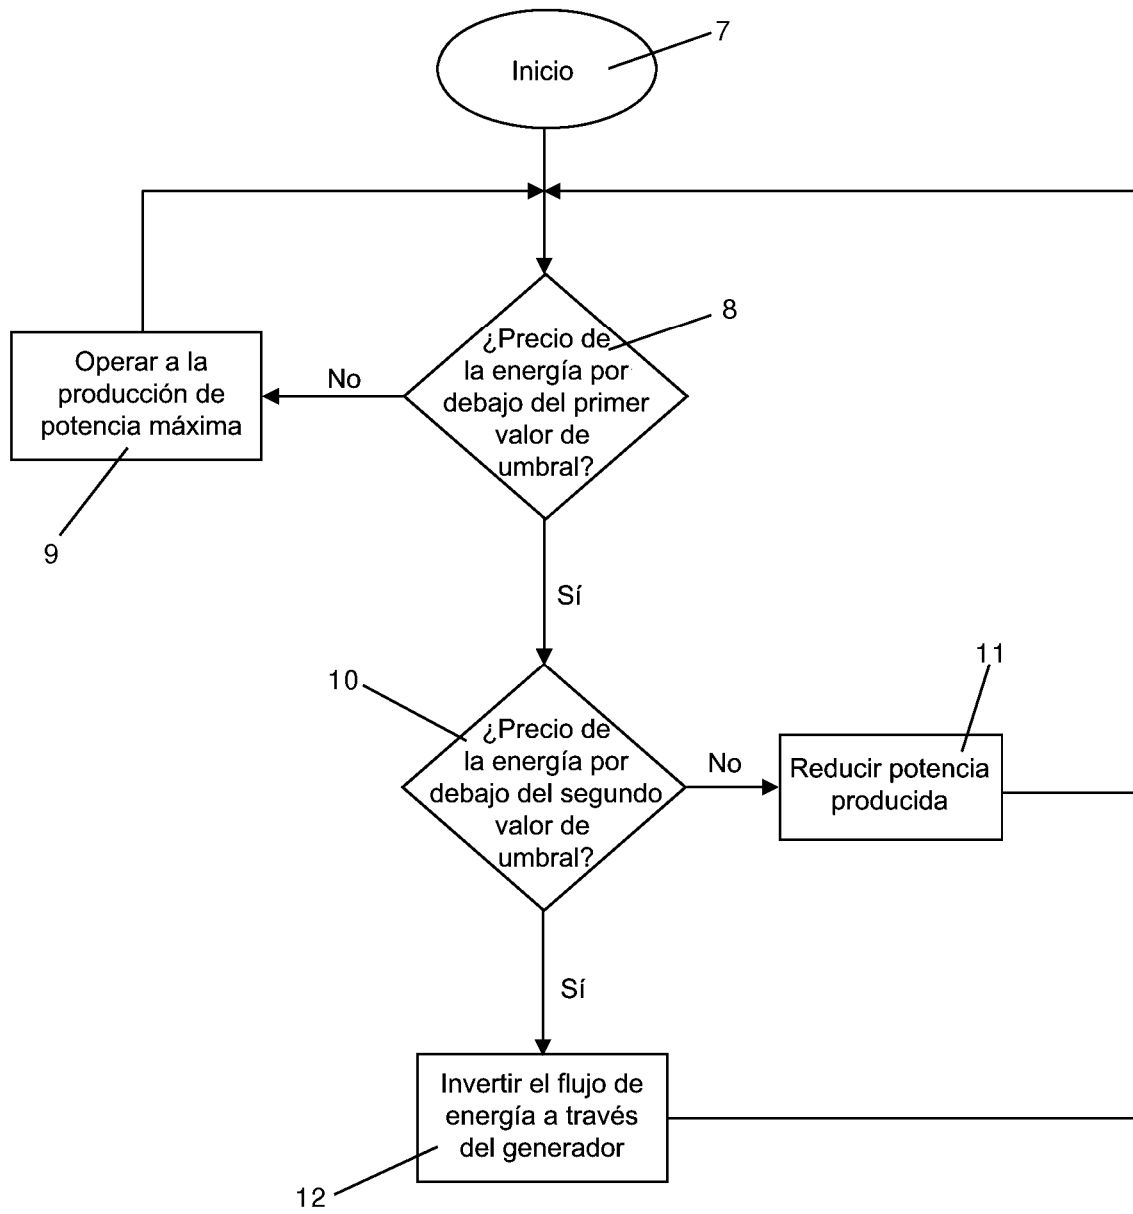 7
Inicio
8
¿Precio de
la energía por
debajo del primer
valor de
umbral?
No
Operar a la
producción de
potencia máxima
9
Sí
10
¿Precio de
la energía por
debajo del segundo
valor de
umbral?
No
11
Reducir potencia
producida
Sí
Invertir el flujo de
energía a través
del generador
12